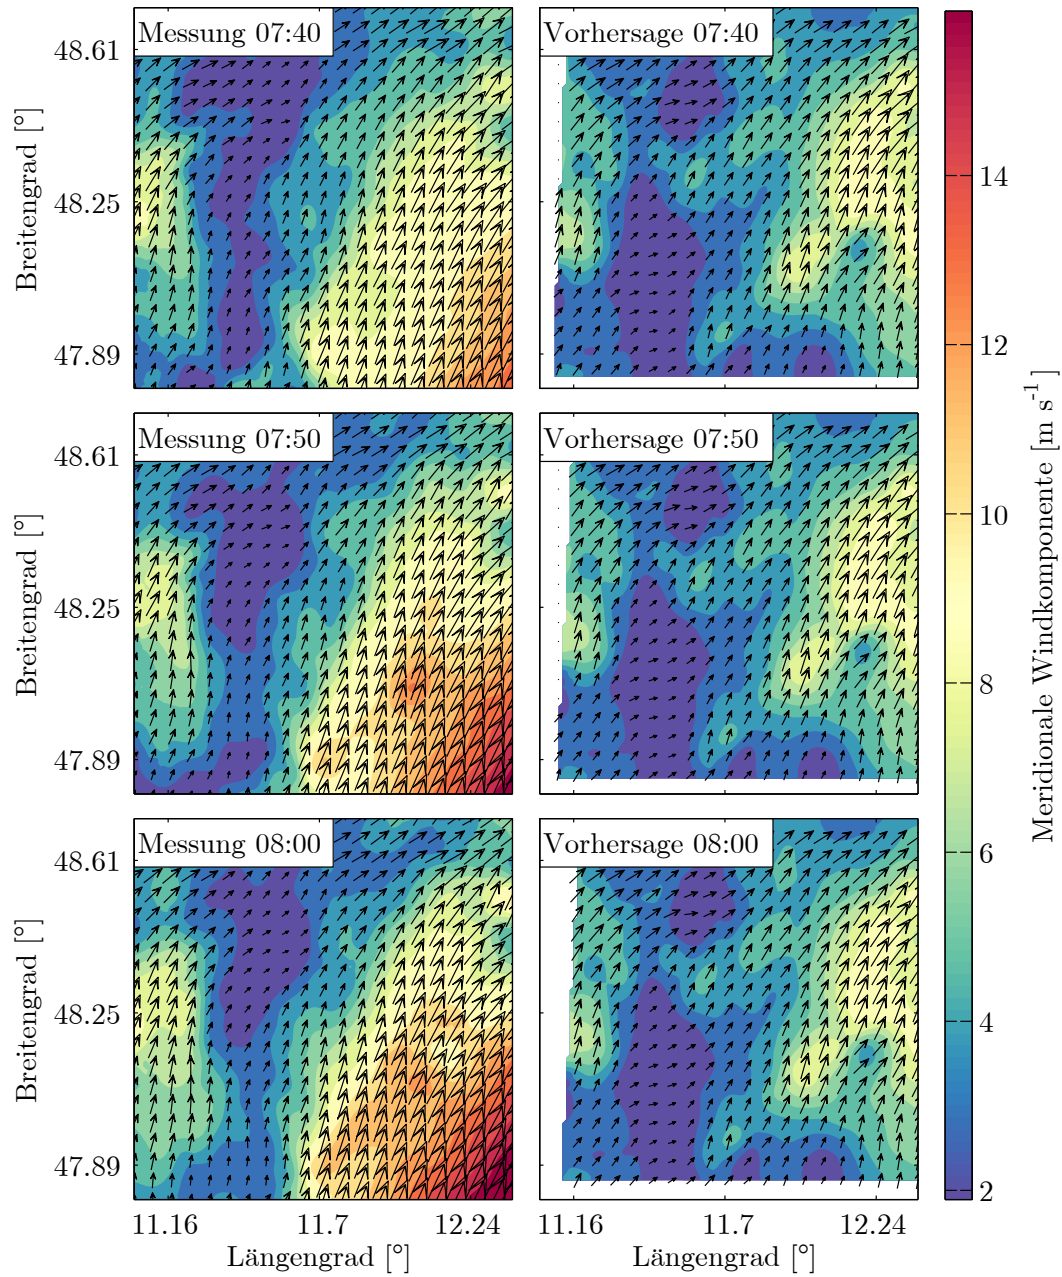 Messung 07:40
Vorhersage 07:40
48.61
48.25
47.89
Breitengrad [°]
Messung 07:50
Vorhersage 07:50
48.61
48.25
47.89
Breitengrad [°]
Messung 08:00
Vorhersage 08:00
48.61
48.25
47.89
Breitengrad [°]
11.16 11.7 12.24
Längengrad [°]
11.16 11.7 12.24
Längengrad [°]
14
12
10
8
6
4
2
Meridionale Windkomponente [m s-1]